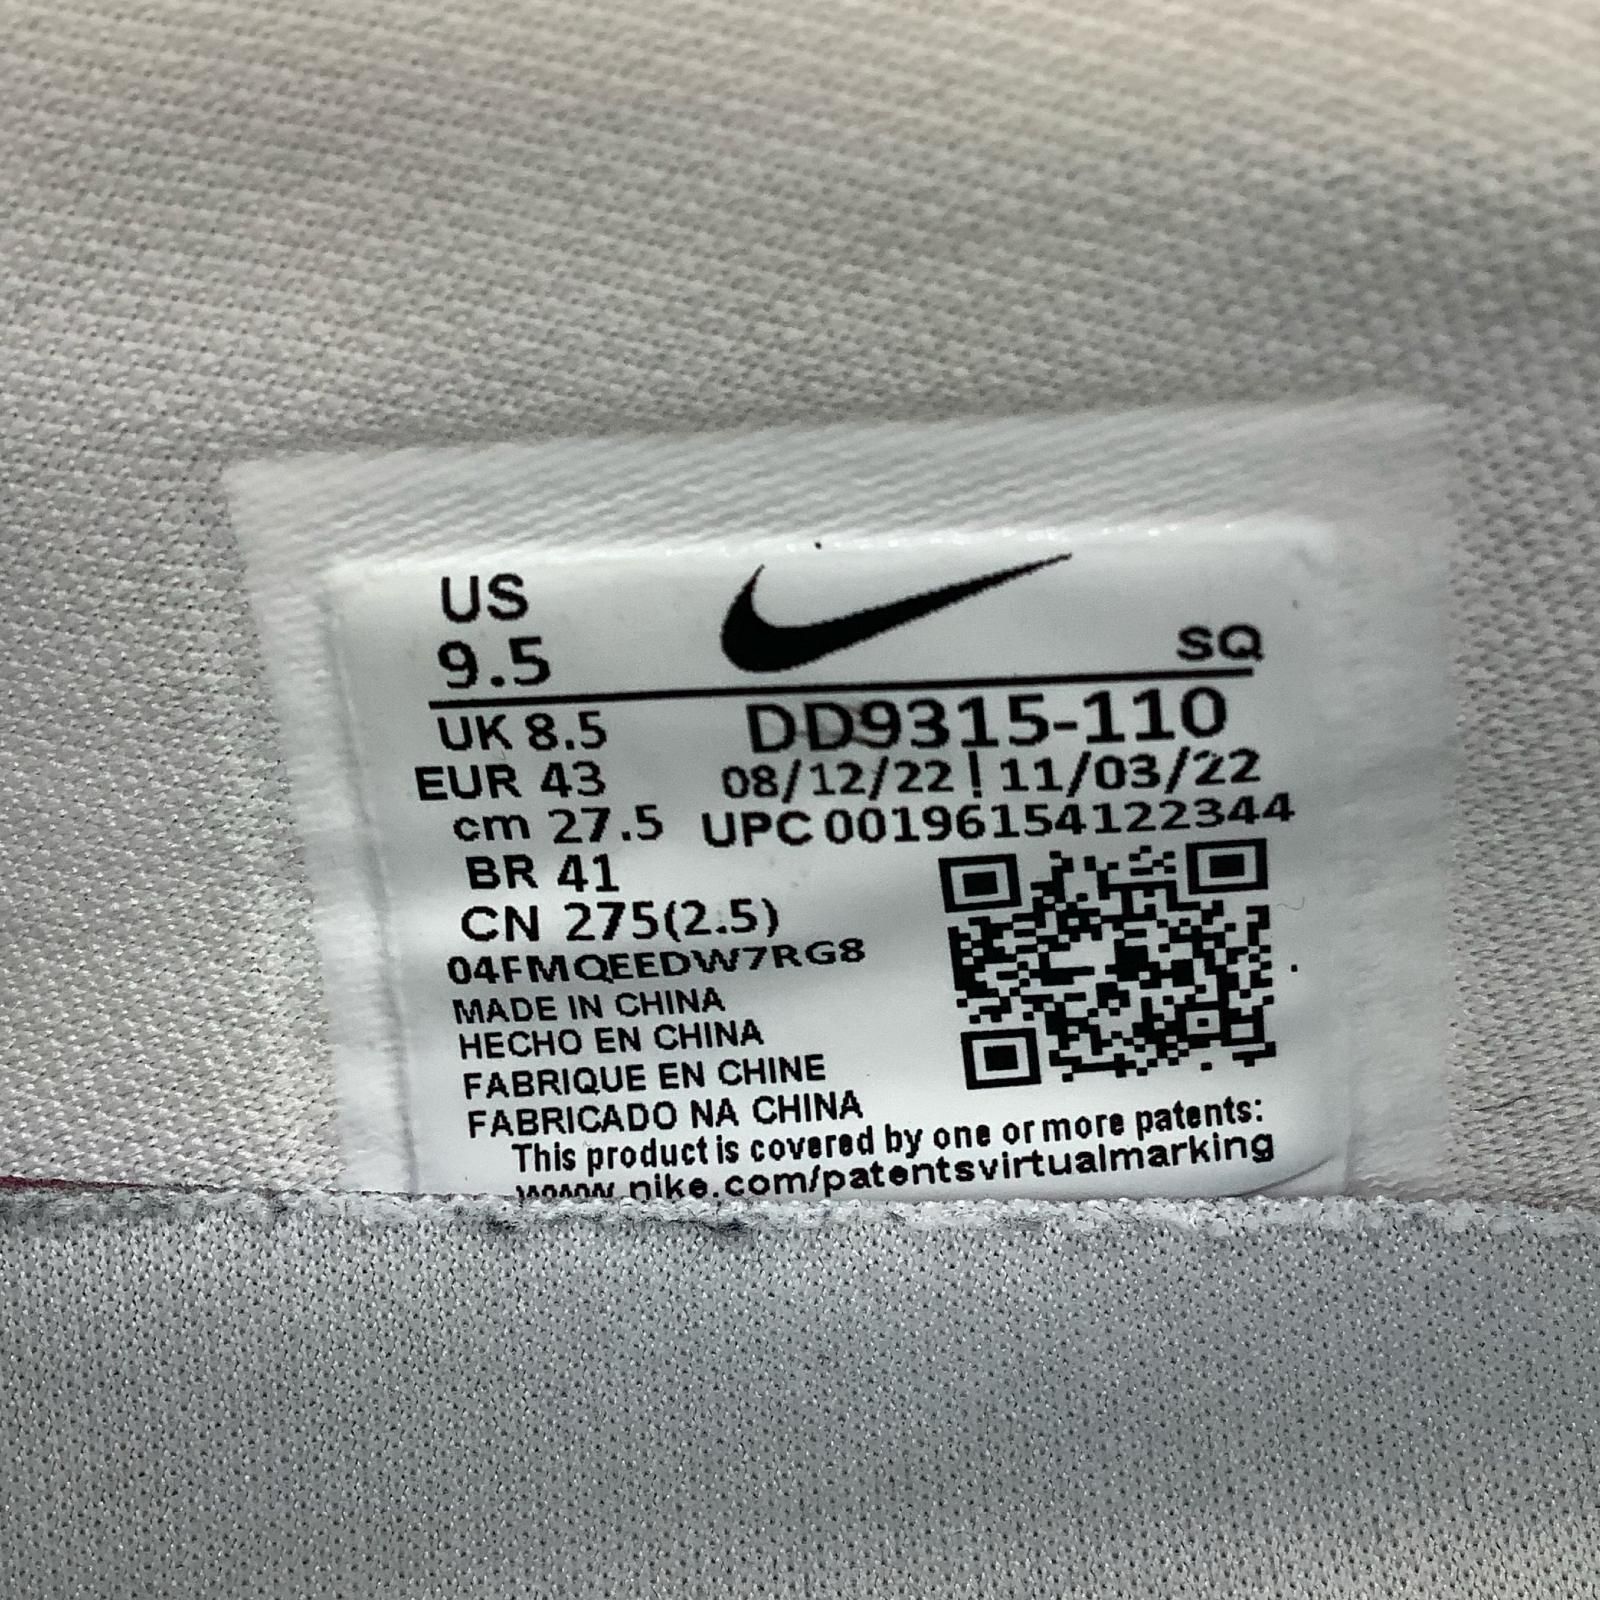 US
9.5
SQ
UK 8.5
DD9315-110
EUR 43
08/12/22 | 11/03/22
cm 27.5
UPC 00196154122344
BR 41
CN 275(2.5)
04FMQEEDW7RG8
MADE IN CHINA
HECHO EN CHINA
FABRIQUE EN CHINE
FABRICADO NA CHINA
This product is covered by one or more patents:
www.nike.com/patentsvirtualmarking